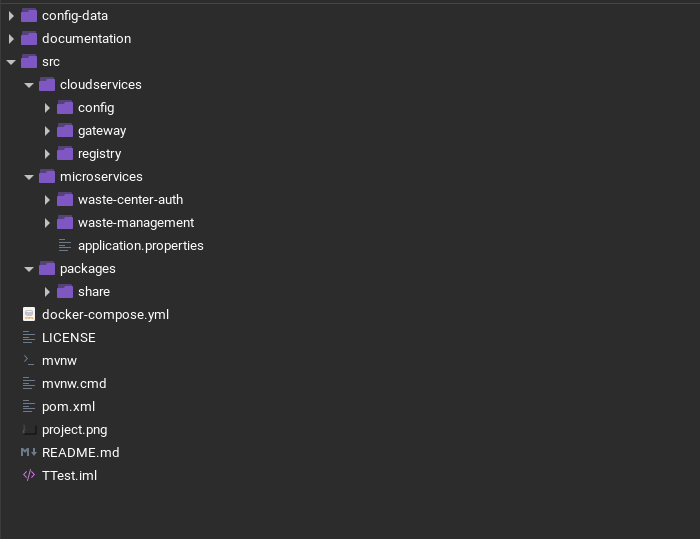 config-data
documentation
src
cloudservices
config
gateway
registry
microservices
waste-center-auth
waste-management
application.properties
packages
share
docker-compose.yml
LICENSE
mvnw
mvnw.cmd
pom.xml
project.png
README.md
TTest.iml